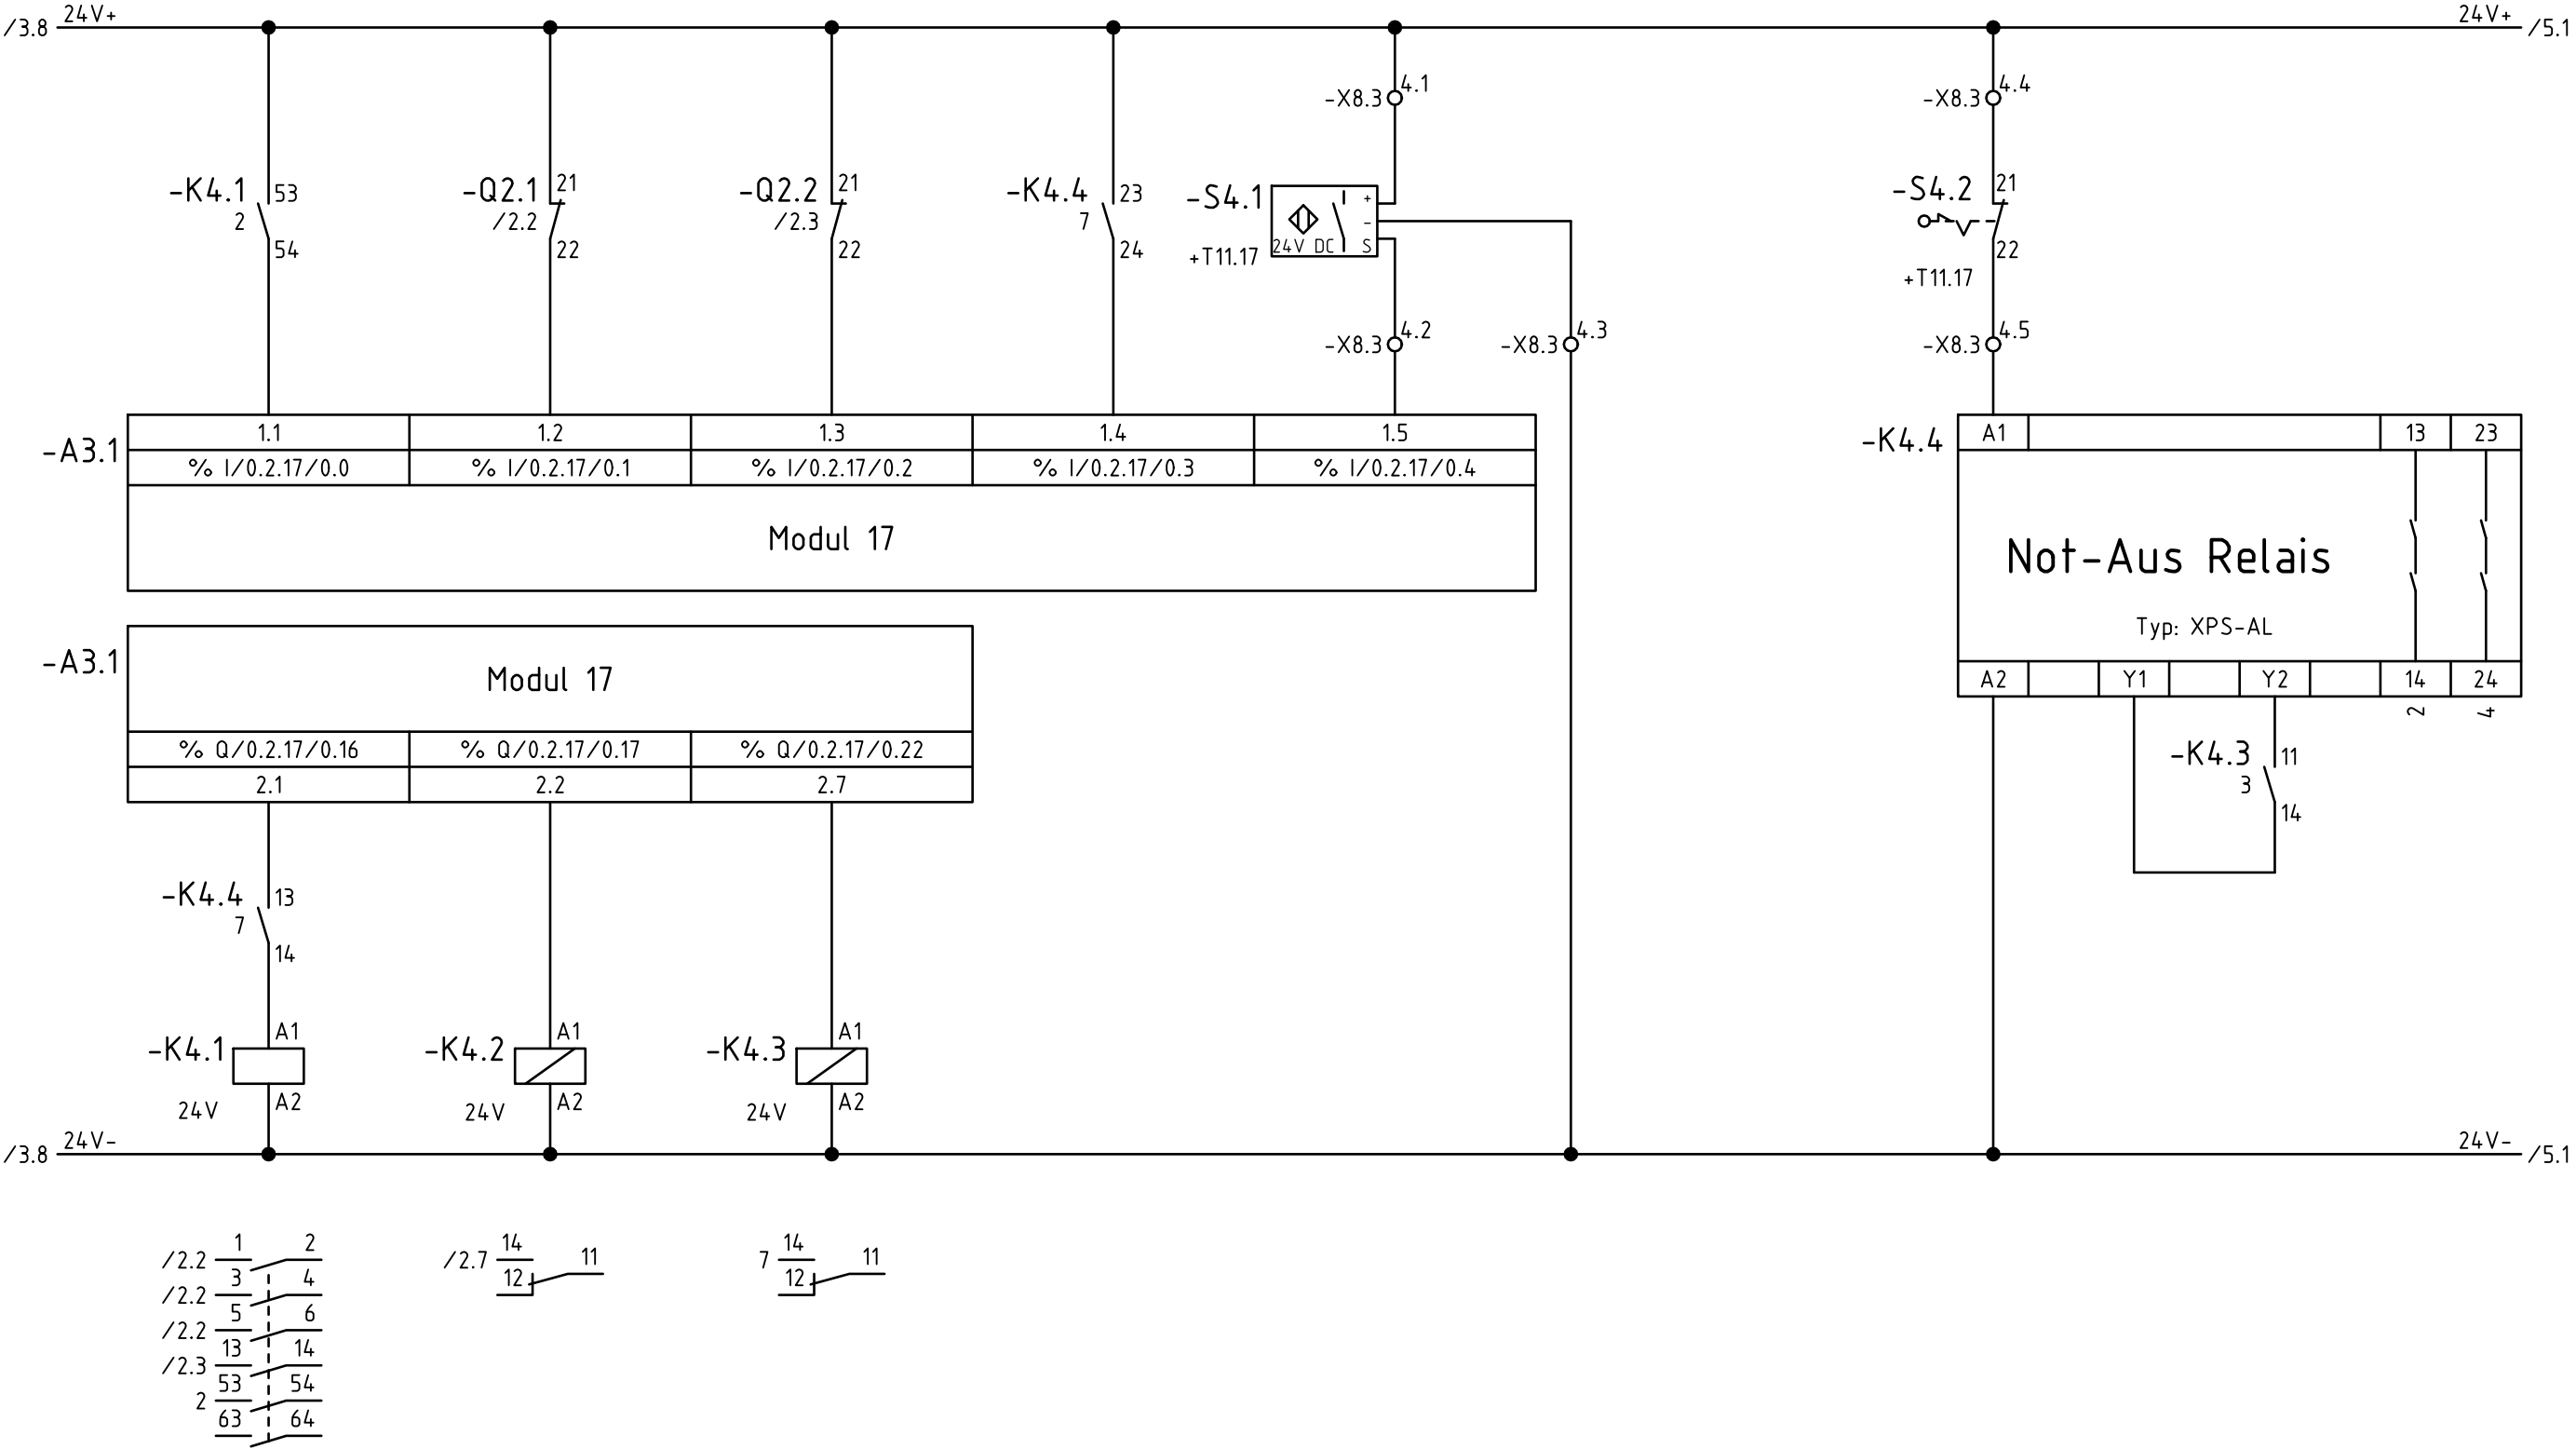 24V+ 24V+
/3.8 /5.1
4.1 4.4
-X8.3 -X8.3
-K4.1 53 -Q2.1 21 -Q2.2 21 -K4.4 23 -S4.1 + -S4.2 21
2 /2.2 /2.3 7 -
54 22 22 24 24V DC S 22
+T11.17 +T11.17
4.2 4.3 4.5
-X8.3 -X8.3 -X8.3
-A3.1 1.1 1.2 1.3 1.4 1.5 -K4.4 A1 13 23
% I/0.2.17/0.0 % I/0.2.17/0.1 % I/0.2.17/0.2 % I/0.2.17/0.3 % I/0.2.17/0.4
Modul 17
Not-Aus Relais
Typ: XPS-AL
-A3.1 Modul 17 A2 Y1 Y2 14 24
2 4
% Q/0.2.17/0.16 % Q/0.2.17/0.17 % Q/0.2.17/0.22
2.1 2.2 2.7
-K4.3 11
3
14
-K4.4 13
7
14
-K4.1 A1 -K4.2 A1 -K4.3 A1
24V A2 24V A2 24V A2
24V- 24V-
/3.8 /5.1
1 2 14 11 14 11
/2.2 /2.7 7
3 4 12 12
/2.2
5 6
/2.2
13 14
/2.3
53 54
2
63 64